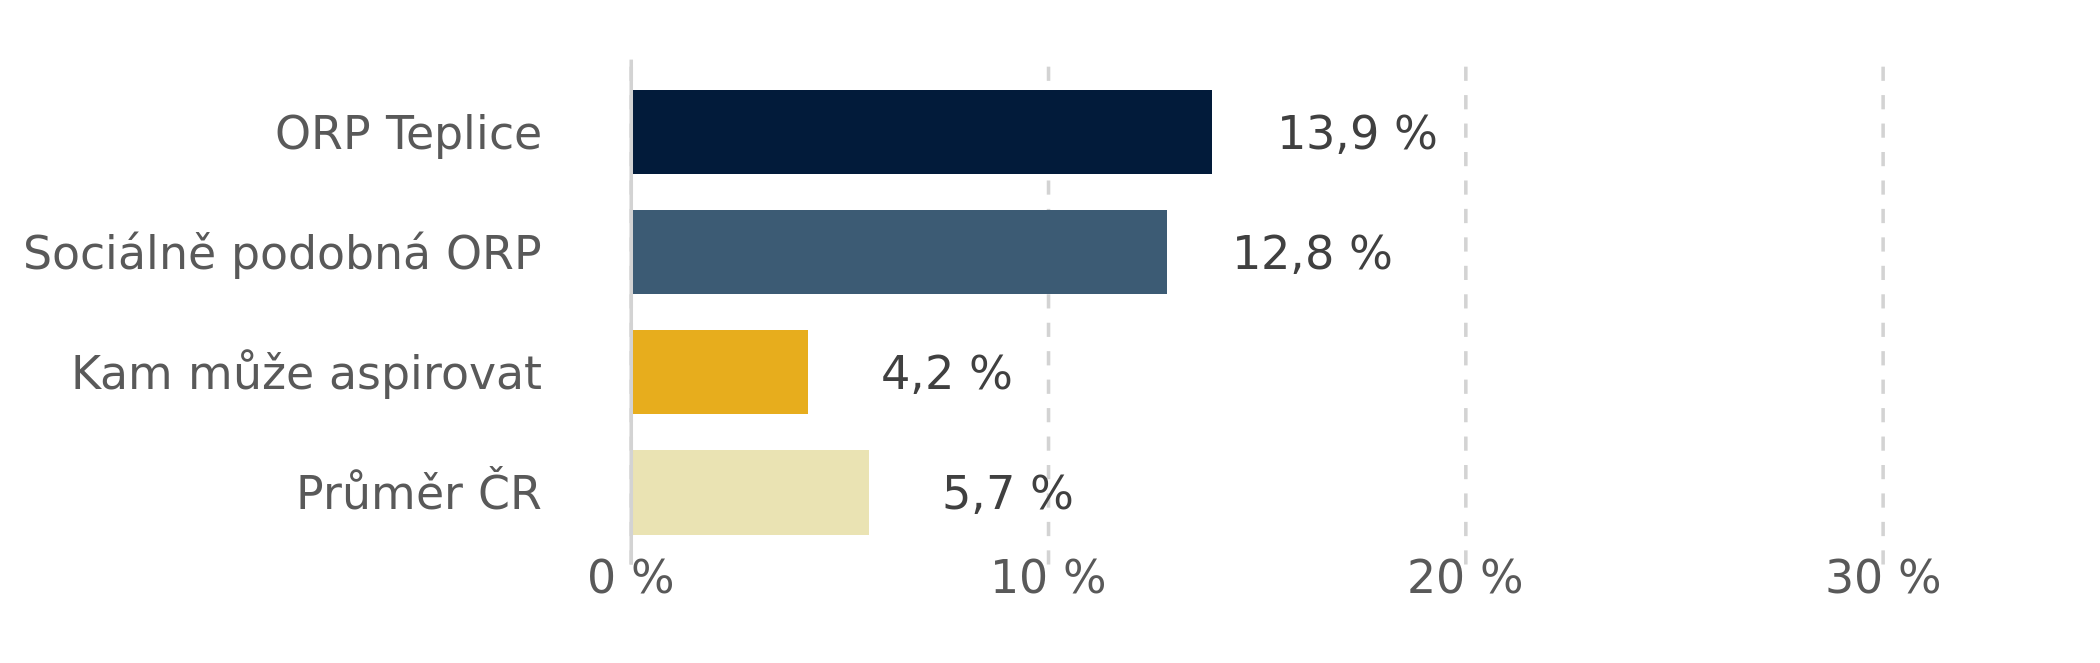 ORP Teplice 13,9 %
Sociálně podobná ORP 12,8 %
Kam může aspirovat 4,2 %
Průměr ČR 5,7 %
0 % 10 % 20 % 30 %